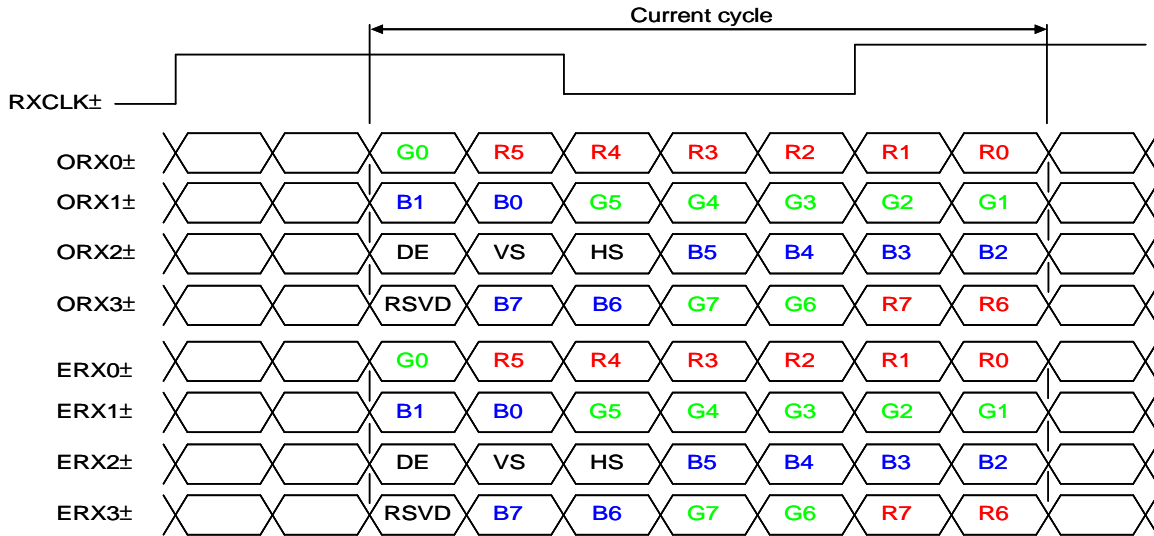 Current cycle
RXCLK±
ORX0± G0 R5 R4 R3 R2 R1 R0
ORX1± B1 B0 G5 G4 G3 G2 G1
ORX2± DE VS HS B5 B4 B3 B2
ORX3± RSVD B7 B6 G7 G6 R7 R6
ERX0± G0 R5 R4 R3 R2 R1 R0
ERX1± B1 B0 G5 G4 G3 G2 G1
ERX2± DE VS HS B5 B4 B3 B2
ERX3± RSVD B7 B6 G7 G6 R7 R6